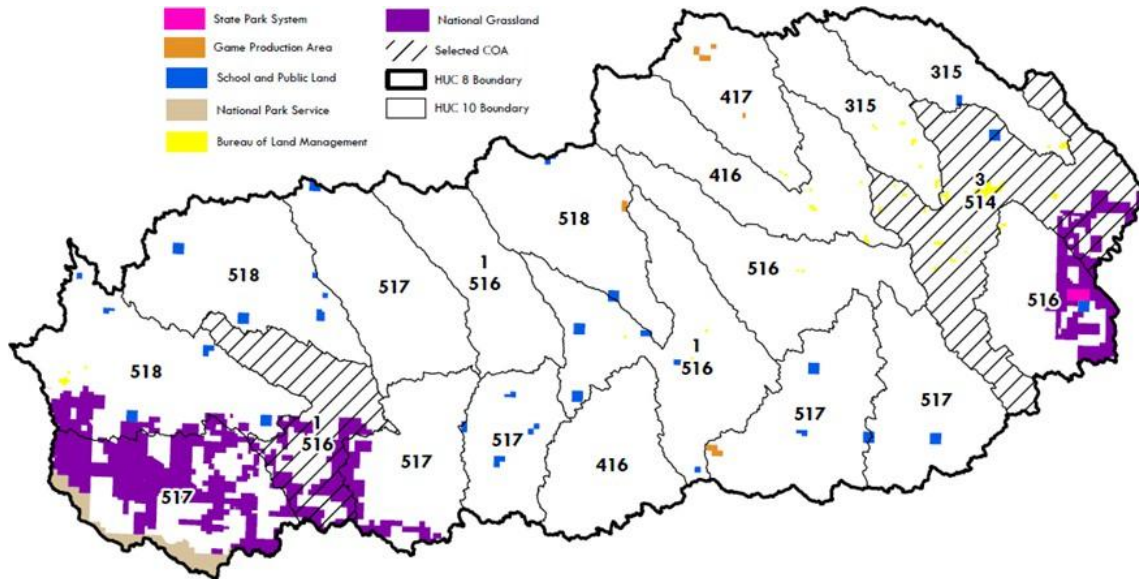 State Park System
Game Production Area
School and Public Land
National Park Service
Bureau of Land Management
National Grassland
Selected COA
HUC 8 Boundary
HUC 10 Boundary
315
417
315
416
3
514
518
1
516
517
518
516
516
518
1
516
1
516
517
517
517
517
416
517